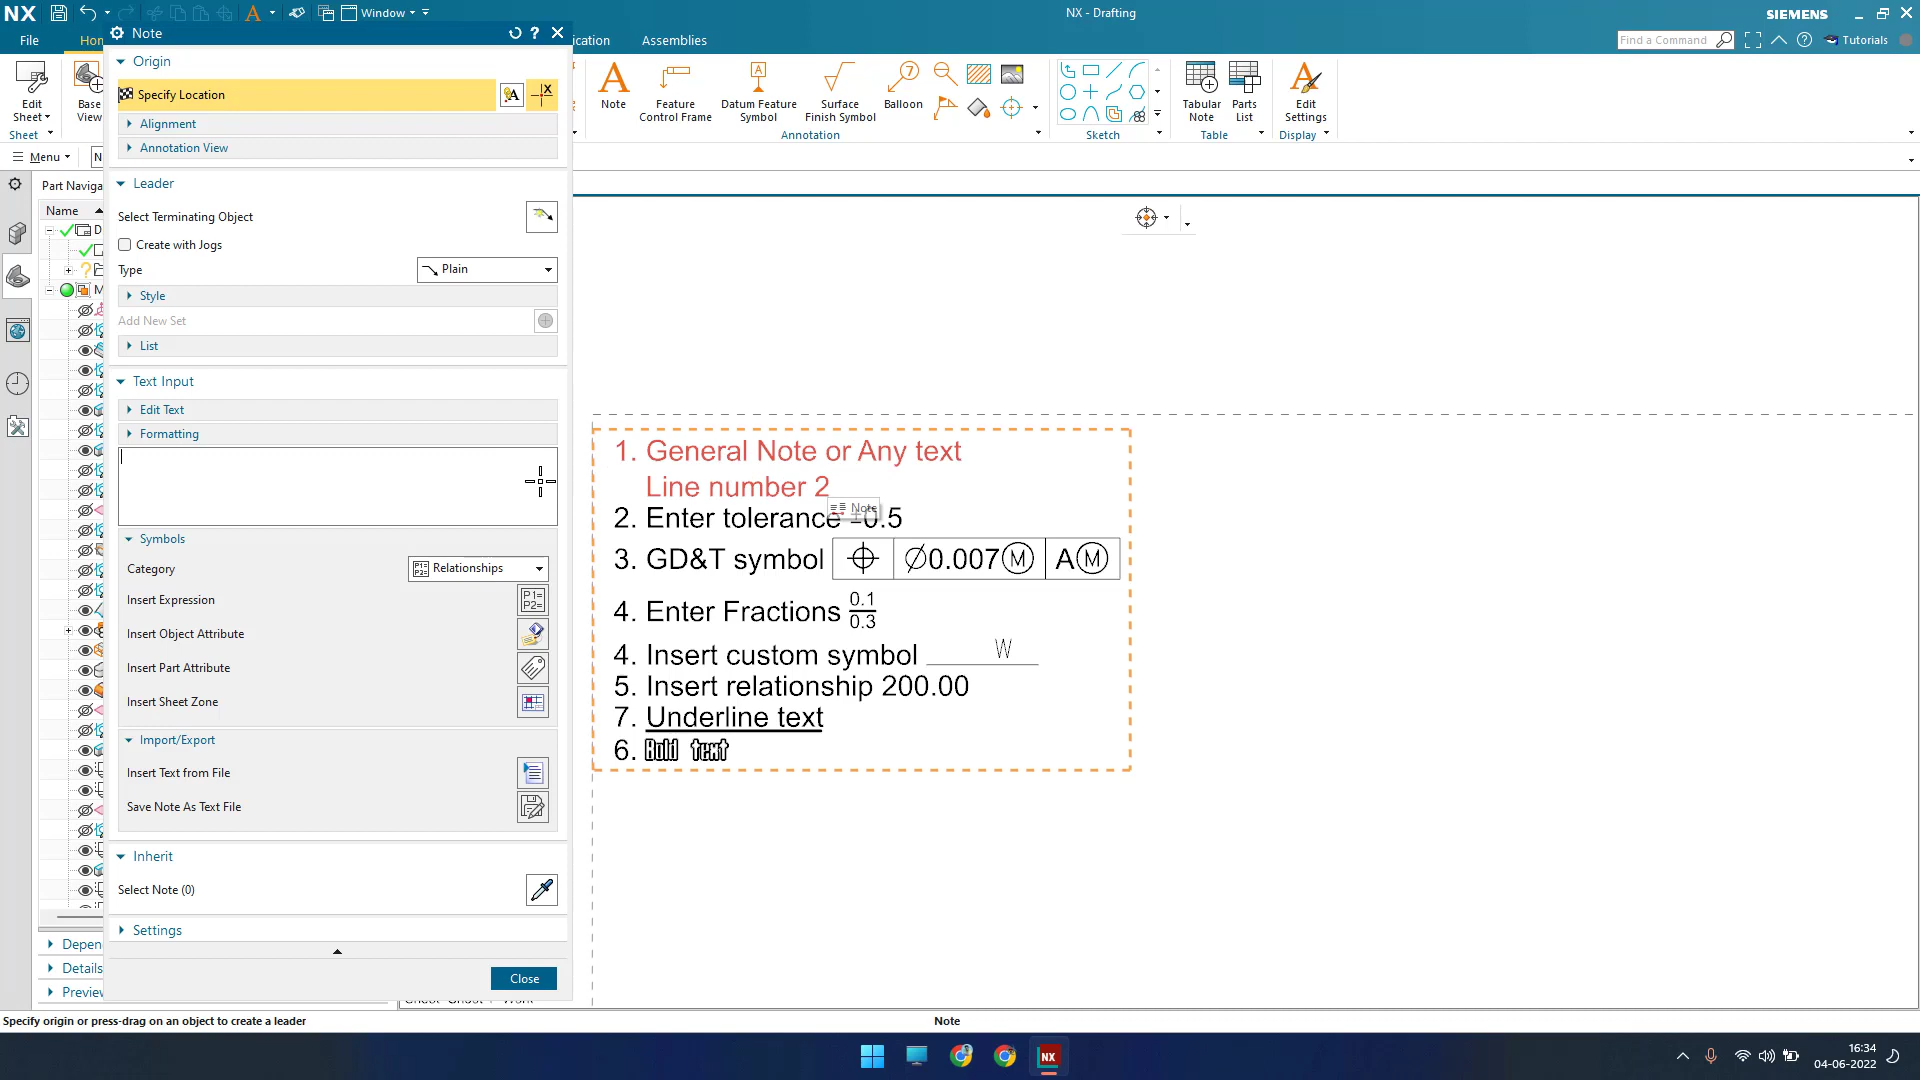 NX
Window
NX - Drafting
SIEMENS
Note
File
Hom
ication
Assemblies
Find a Command
Tutorials
Origin
Specify Location
Alignment
Annotation View
Edit
Sheet
Base
View
Sheet
Note
Feature
Control Frame
Datum Feature
Symbol
Surface
Finish Symbol
Balloon
Annotation
Sketch
Tabular
Note
Parts
List
Table
Edit
Settings
Display
Menu
N
Leader
Select Terminating Object
Create with Jogs
Type
Plain
Style
Add New Set
List
Part Naviga
Name
D
M
Text Input
Edit Text
Formatting
Symbols
Category
Relationships
Insert Expression
P1=
P2=
Insert Object Attribute
Insert Part Attribute
Insert Sheet Zone
Import/Export
Insert Text from File
Save Note As Text File
Inherit
Select Note (0)
Settings
Close
Depen
Details
Preview
1. General Note or Any text
Line number 2
Note
2. Enter tolerance ±0.5
3. GD&T symbol ⌖ ∅0.007Ⓜ AⓂ
4. Enter Fractions 0.1/0.3
4. Insert custom symbol W
5. Insert relationship 200.00
7. Underline text
6. Bold text
Specify origin or press-drag on an object to create a leader
Note
NX
16:34
04-06-2022